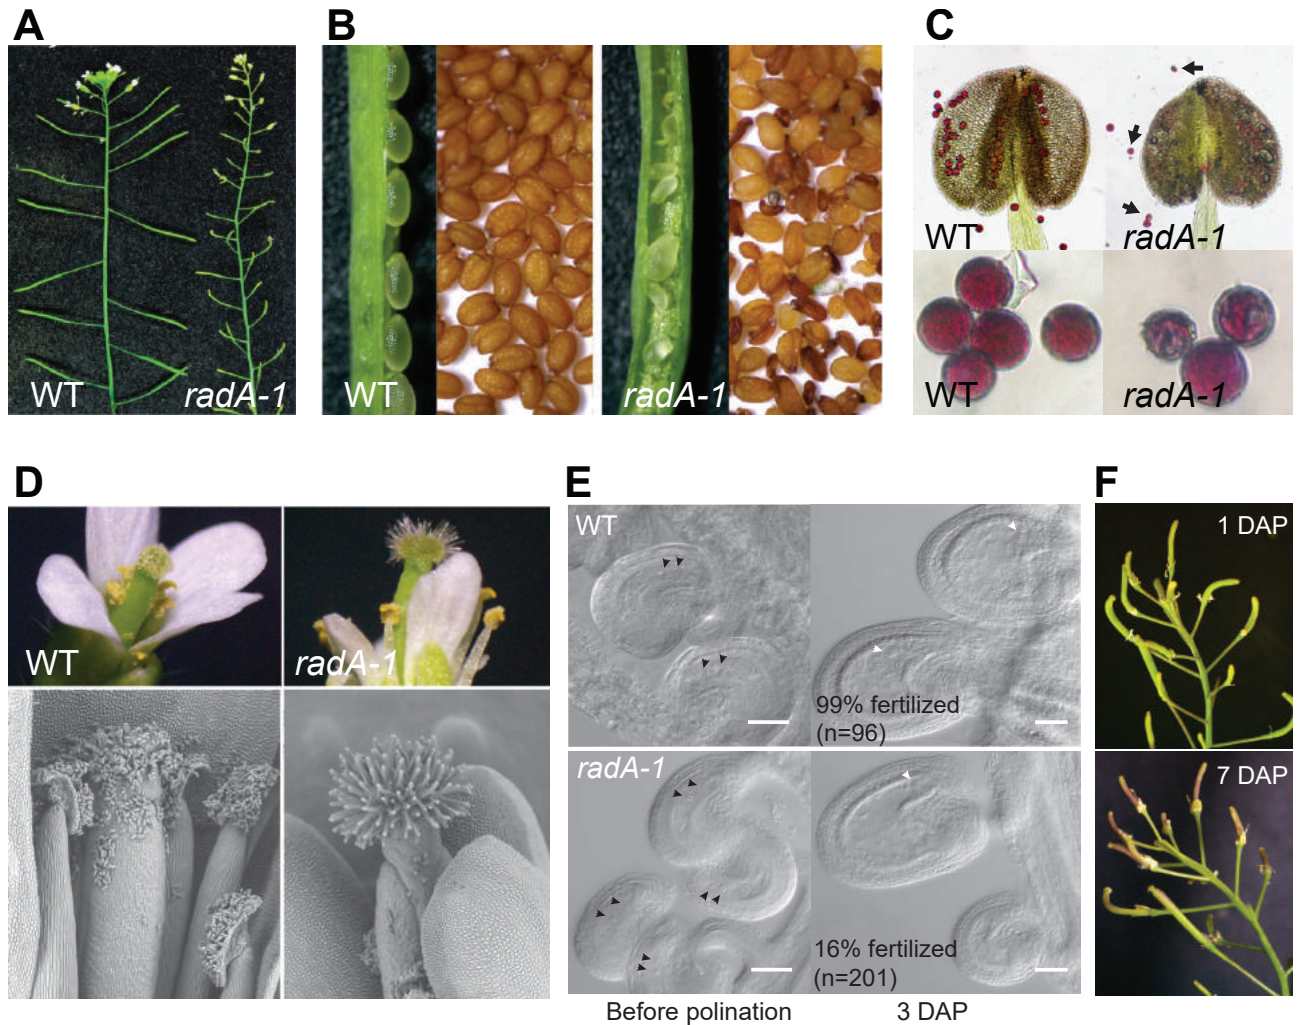 A
B
C
WT
radA-1
WT
radA-1
WT
radA-1
WT
radA-1
D
E
F
WT
radA-1
WT
99% fertilized
(n=96)
radA-1
16% fertilized
(n=201)
Before polination
3 DAP
1 DAP
7 DAP